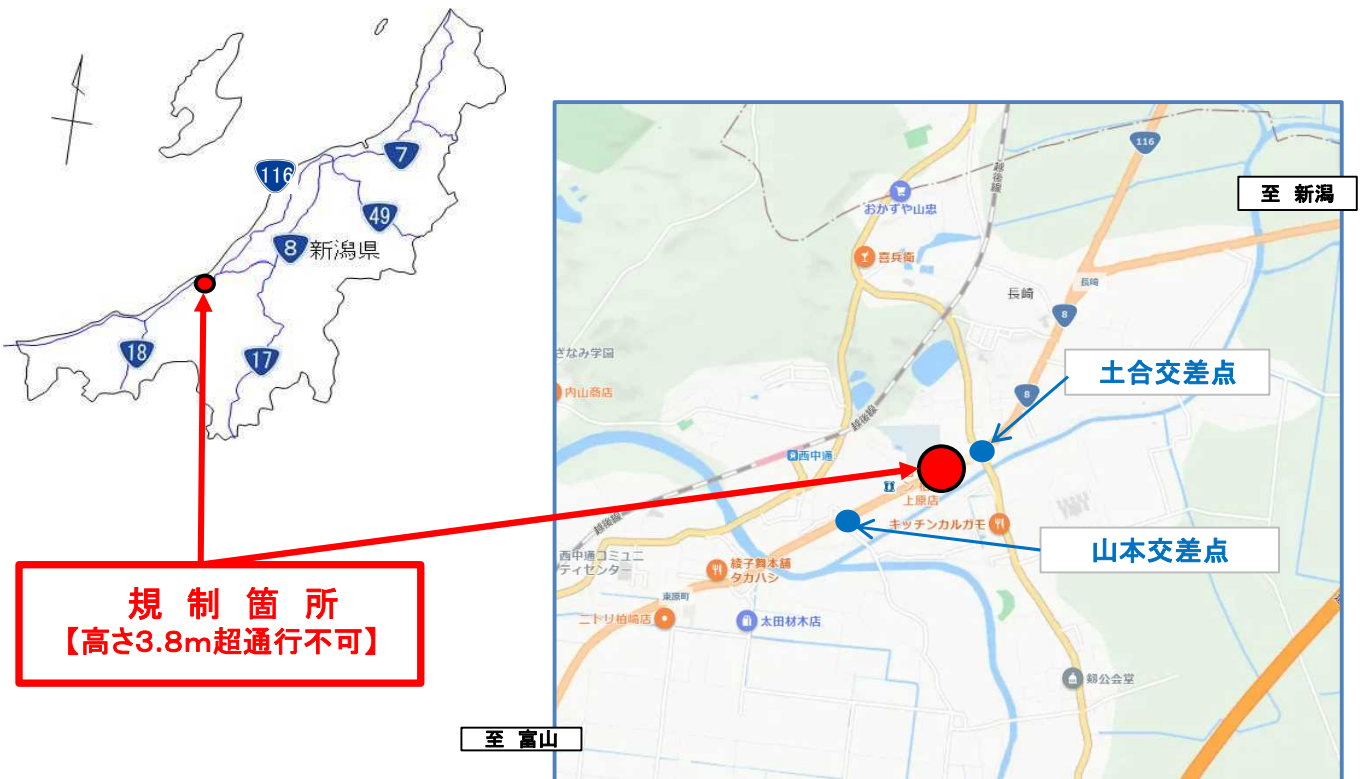 7
116
49
8
新潟県
18
17
規制箇所
【高さ3.8m超通行不可】
116
至 新潟
越後線
おかずや山忠
喜兵衛
長崎
長崎
8
ぎなみ学園
土合交差点
8
内山商店
越後線
西中通
上原店
キッチンカルガモ
越後線
山本交差点
西中通コミュニ
ティセンター
綾子舞本舗
タカハシ
東原町
ニトリ柏崎店
太田材木店
剱公会堂
至 富山